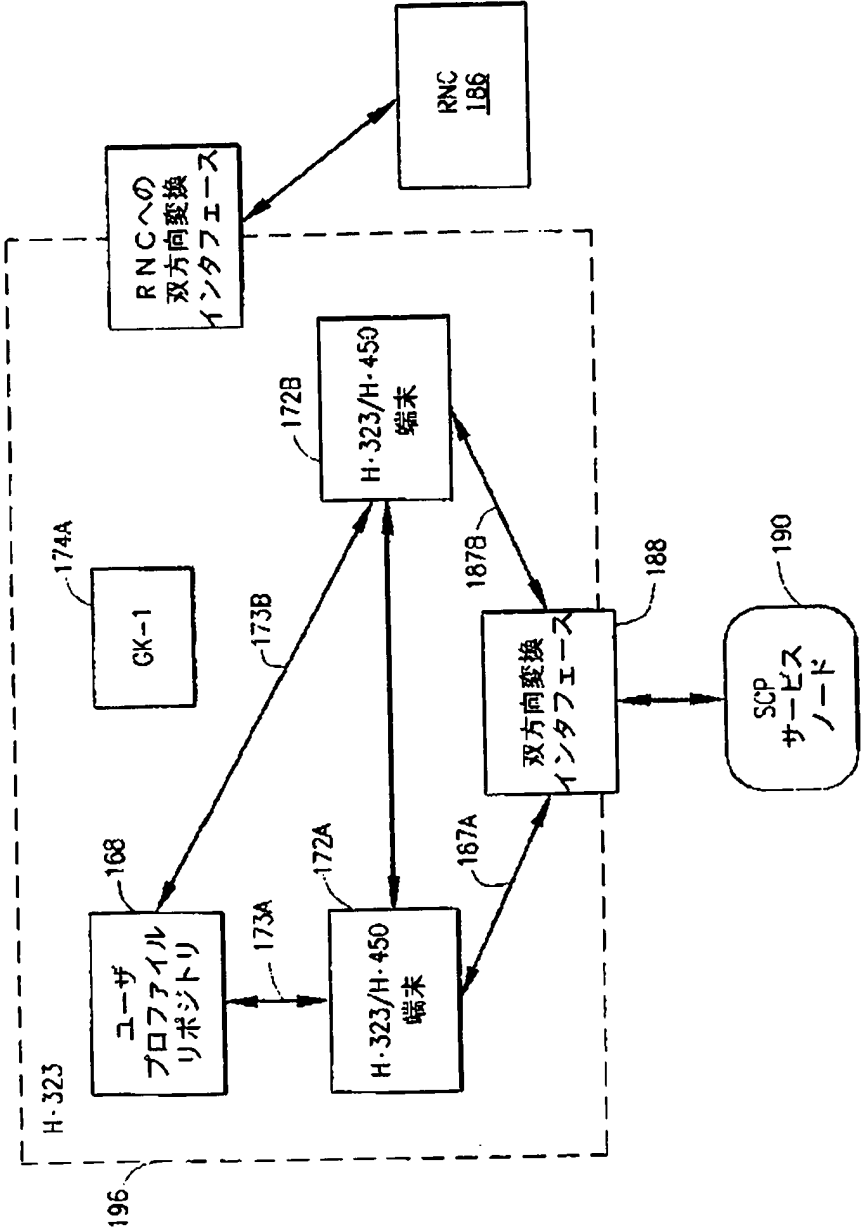 196
H·323
168
ユーザ
プロファイル
リポジトリ
173A
172A
H·323/H·450
端末
174A
GK-1
173B
172B
H·323/H·450
端末
RNCへの
双方向変換
インタフェース
RNC
186
167A
187B
188
双方向変換
インタフェース
190
SCP
サービス
ノード